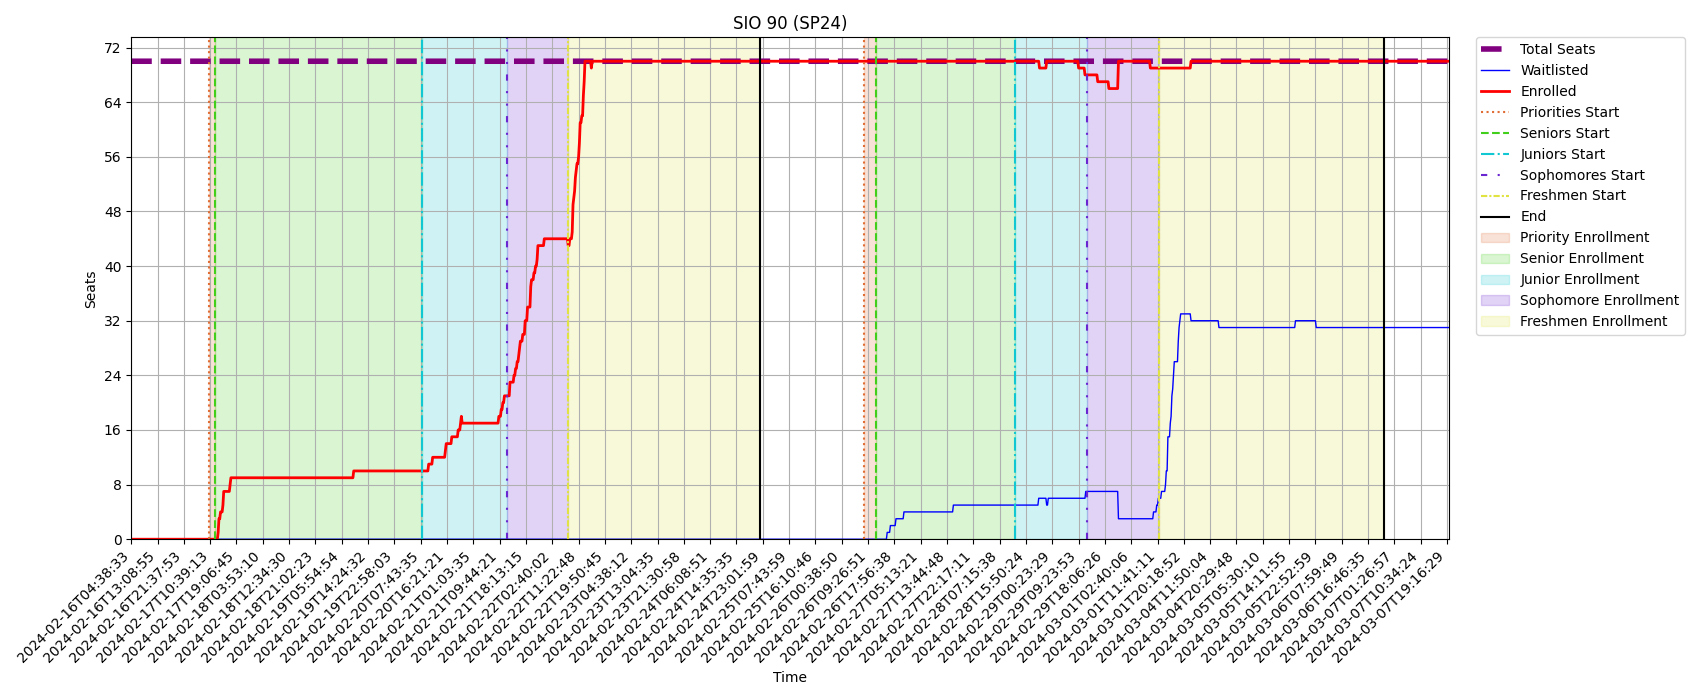 SIO 90 (SP24)
Seats
72
64
56
48
40
32
24
16
8
0
2024-02-16T04:38:33
2024-02-16T13:08:55
2024-02-16T21:37:53
2024-02-17T10:39:13
2024-02-17T19:06:45
2024-02-18T03:53:10
2024-02-18T12:34:30
2024-02-18T21:02:23
2024-02-19T05:54:54
2024-02-19T14:24:32
2024-02-19T22:58:03
2024-02-20T07:43:35
2024-02-20T16:21:21
2024-02-21T01:03:35
2024-02-21T09:44:21
2024-02-21T18:13:15
2024-02-22T02:40:02
2024-02-22T11:22:48
2024-02-22T19:50:45
2024-02-23T04:38:12
2024-02-23T13:04:35
2024-02-23T21:30:58
2024-02-24T06:08:51
2024-02-24T14:35:35
2024-02-24T23:01:59
2024-02-25T07:43:59
2024-02-25T16:10:46
2024-02-26T00:38:50
2024-02-26T09:26:51
2024-02-26T17:56:38
2024-02-27T05:13:21
2024-02-27T13:44:48
2024-02-27T22:17:11
2024-02-28T07:15:38
2024-02-28T15:50:24
2024-02-29T00:23:29
2024-02-29T09:23:53
2024-02-29T18:06:26
2024-03-01T02:40:06
2024-03-01T11:41:11
2024-03-01T20:18:52
2024-03-04T11:50:04
2024-03-04T20:29:48
2024-03-05T05:30:10
2024-03-05T14:11:55
2024-03-05T22:52:59
2024-03-06T07:59:49
2024-03-06T16:46:35
2024-03-07T01:26:57
2024-03-07T10:34:24
2024-03-07T19:16:29
Time
Total Seats
Waitlisted
Enrolled
Priorities Start
Seniors Start
Juniors Start
Sophomores Start
Freshmen Start
End
Priority Enrollment
Senior Enrollment
Junior Enrollment
Sophomore Enrollment
Freshmen Enrollment